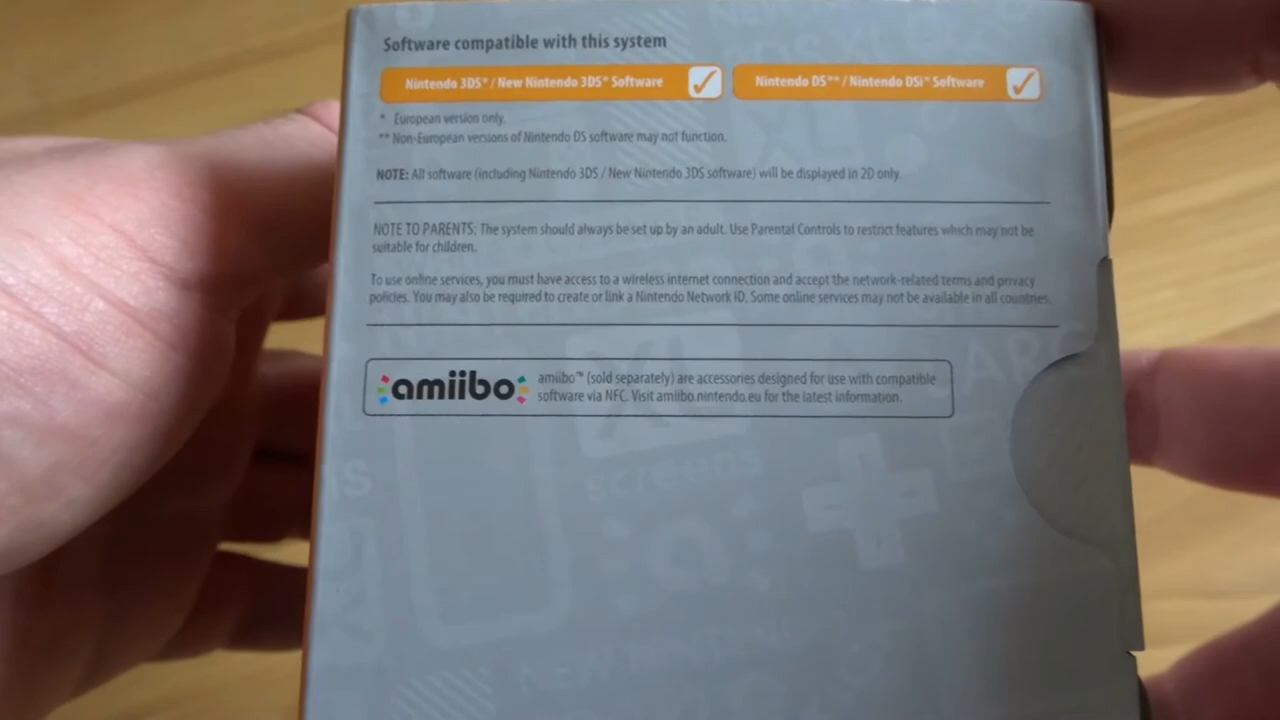 Software compatible with this system
Nintendo 3DS* / New Nintendo 3DS* Software
Nintendo DS** / Nintendo DSi* Software
* European version only.
** Non-European versions of Nintendo DS software may not function.
NOTE: All software (including Nintendo 3DS / New Nintendo 3DS software) will be displayed in 2D only.
NOTE TO PARENTS: The system should always be set up by an adult. Use Parental Controls to restrict features which may not be
suitable for children.
To use online services, you must have access to a wireless internet connection and accept the network-related terms and privacy
policies. You may also be required to create or link a Nintendo Network ID. Some online services may not be available in all countries.
amiibo
amiibo™ (sold separately) are accessories designed for use with compatible
software via NFC. Visit amiibo.nintendo.eu for the latest information.
XL
screens